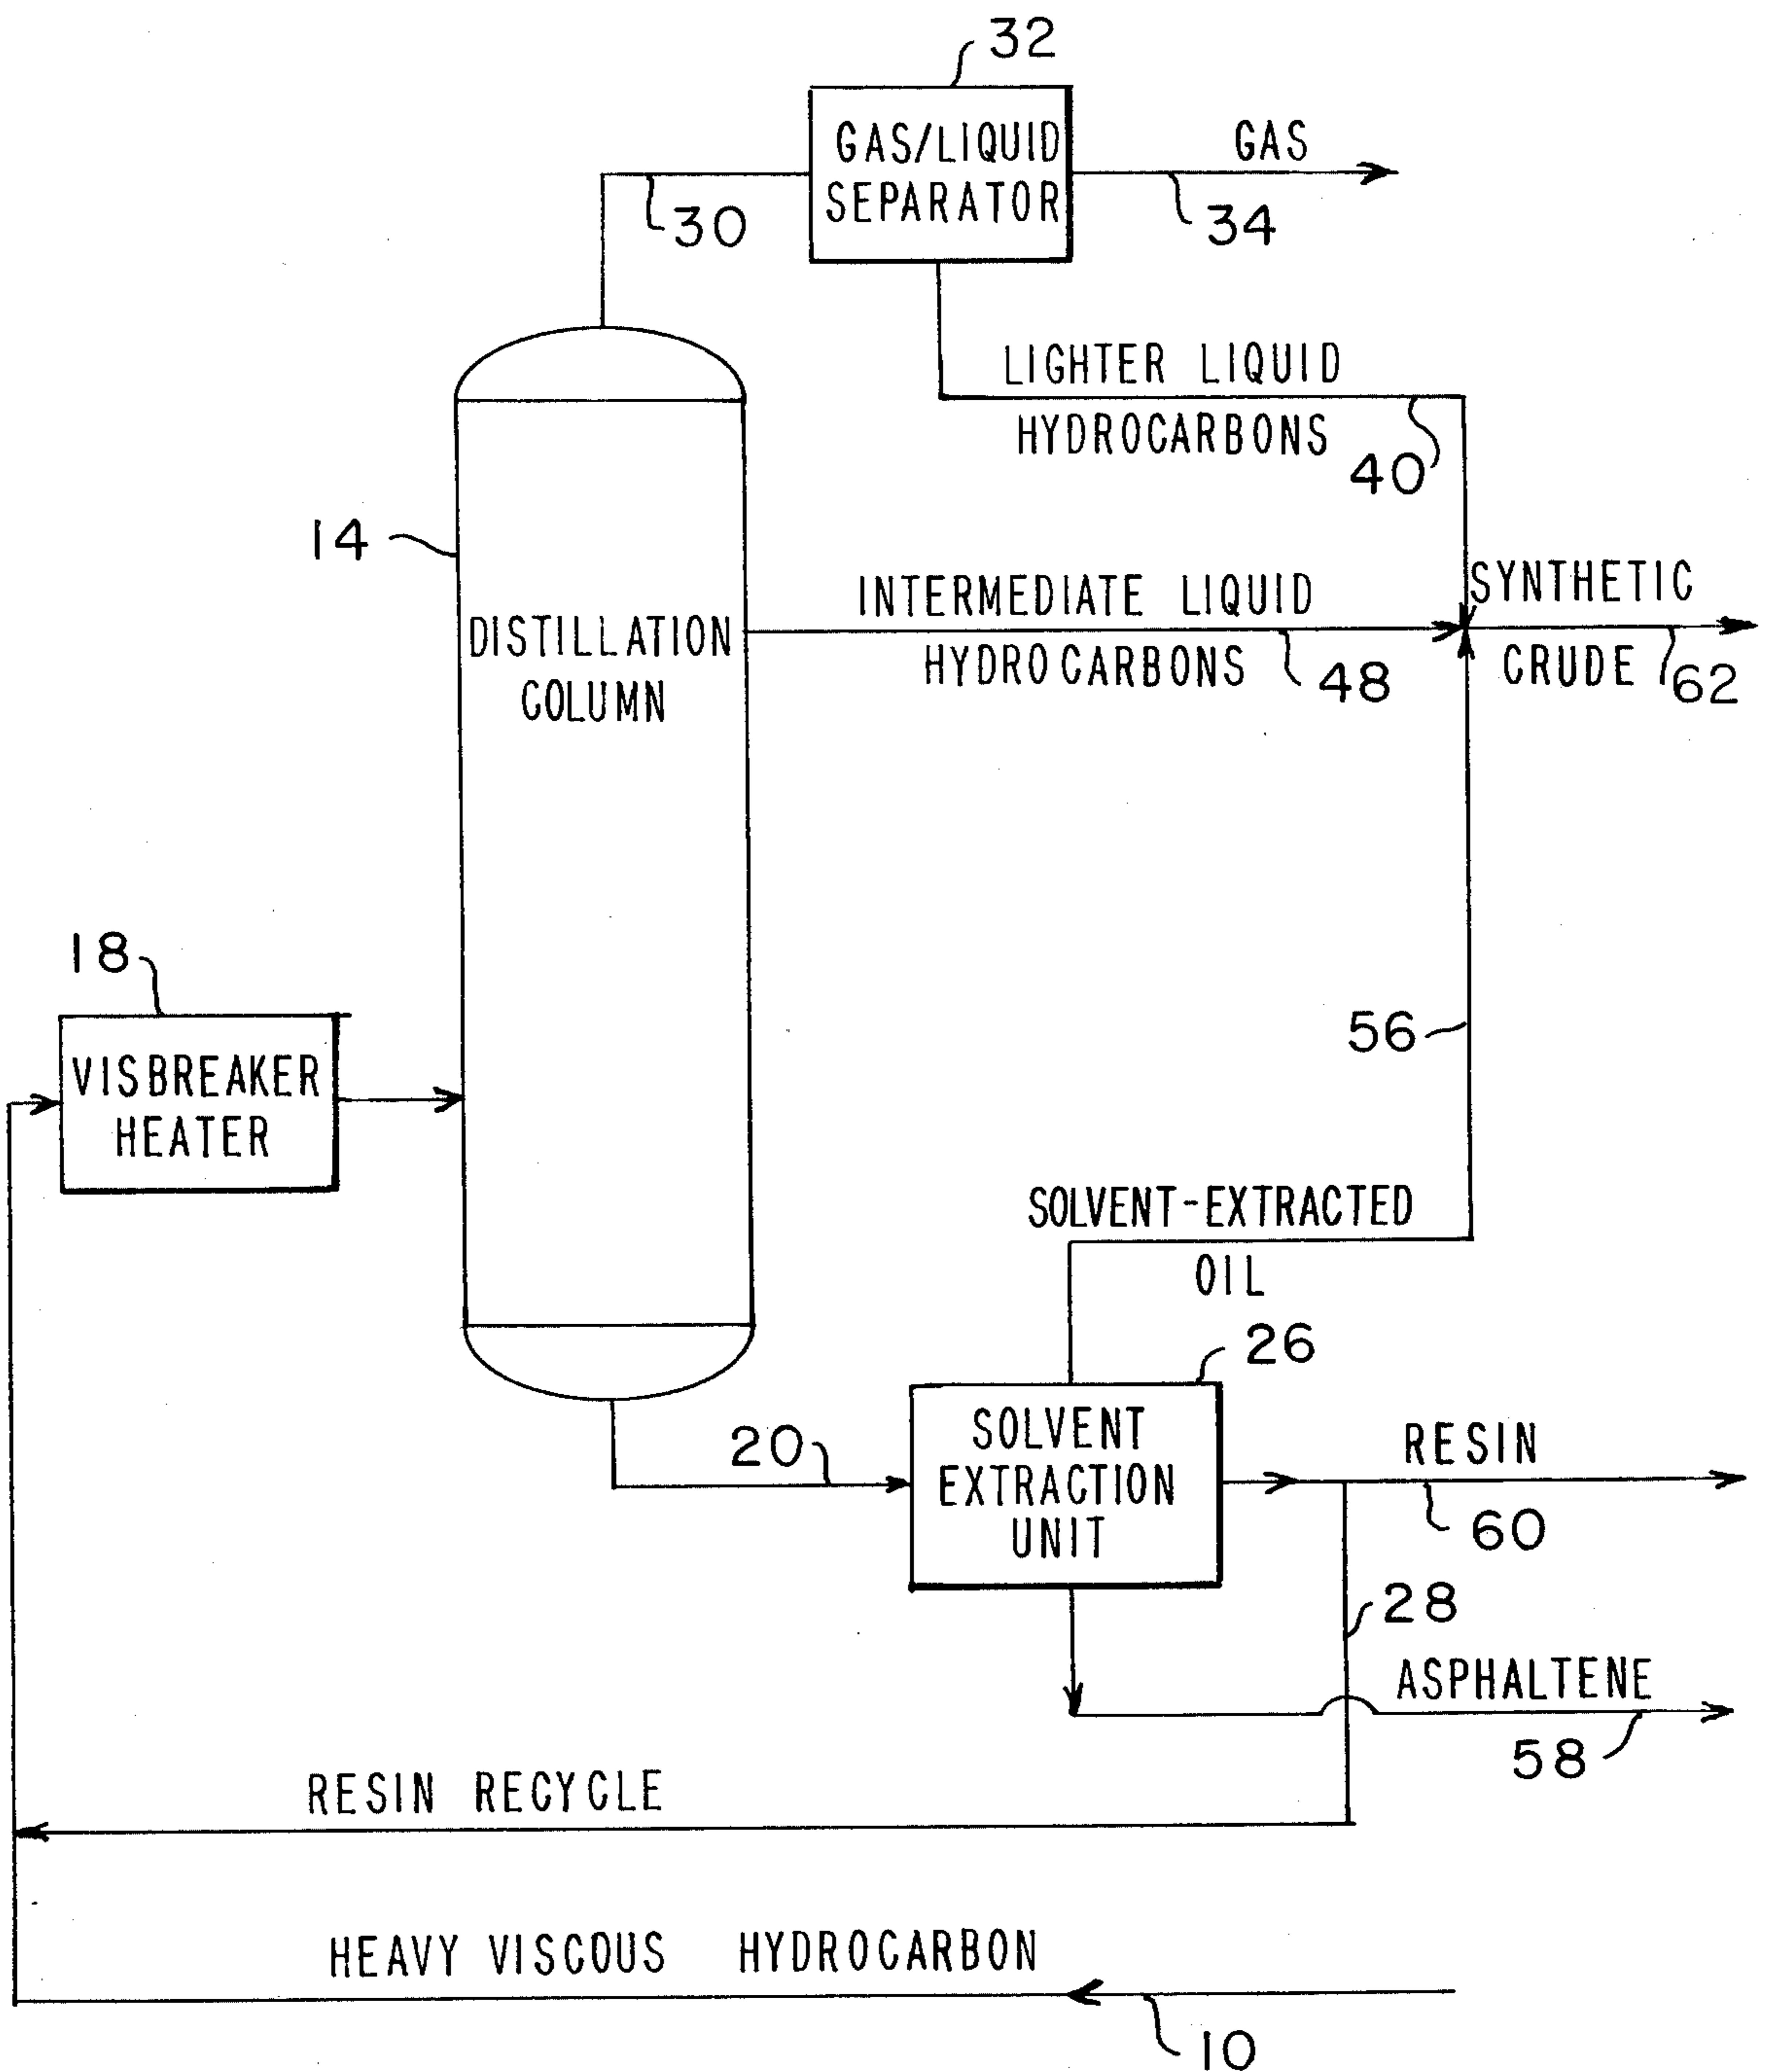 32
GAS/LIQUID
SEPARATOR
GAS
30
34
LIGHTER LIQUID
HYDROCARBONS
40
14
DISTILLATION
COLUMN
INTERMEDIATE LIQUID
HYDROCARBONS
48
SYNTHETIC
CRUDE
62
18
VISBREAKER
HEATER
56
SOLVENT-EXTRACTED
OIL
26
20
SOLVENT
EXTRACTION
UNIT
RESIN
60
28
ASPHALTENE
58
RESIN RECYCLE
HEAVY VISCOUS HYDROCARBON
10